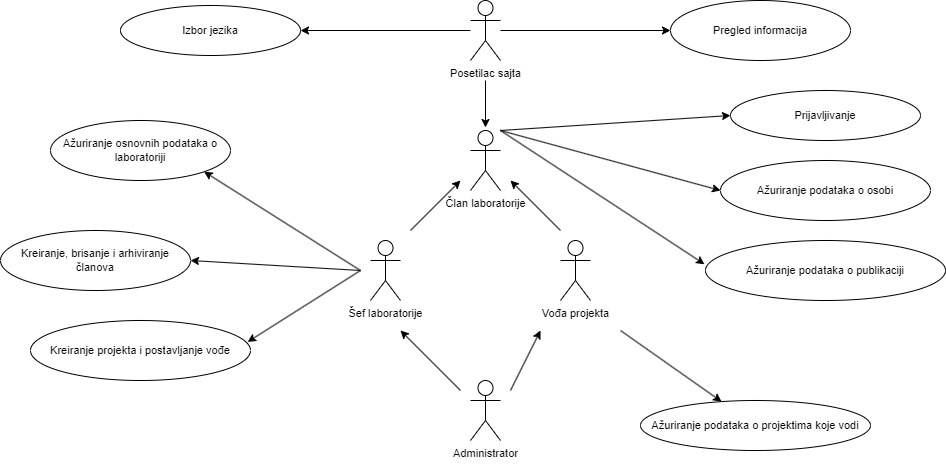 Izbor jezika
Pregled informacija
Posetilac sajta
Prijavljivanje
Ažuriranje osnovnih podataka o
laboratoriji
Ažuriranje podataka o osobi
Član laboratorije
Kreiranje, brisanje i arhiviranje
članova
Ažuriranje podataka o publikaciji
Šef laboratorije
Vođa projekta
Kreiranje projekta i postavljanje vođe
Ažuriranje podataka o projektima koje vodi
Administrator